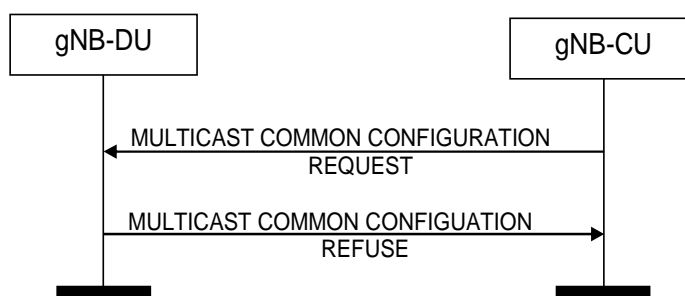 gNB-DU
gNB-CU
MULTICAST COMMON CONFIGURATION
REQUEST
MULTICAST COMMON CONFIGUATION
REFUSE